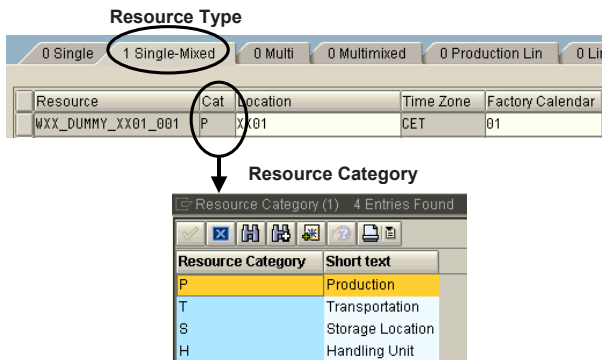 Resource Type
0 Single 1 Single-Mixed 0 Multi 0 Multimixed 0 Production Lin 0 Li
Resource Cat Location Time Zone Factory Calendar
WXX_DUMMY_XX01_001 P XX01 CET 01
Resource Category
Resource Category (1) 4 Entries Found
Resource Category Short text
P Production
T Transportation
S Storage Location
H Handling Unit